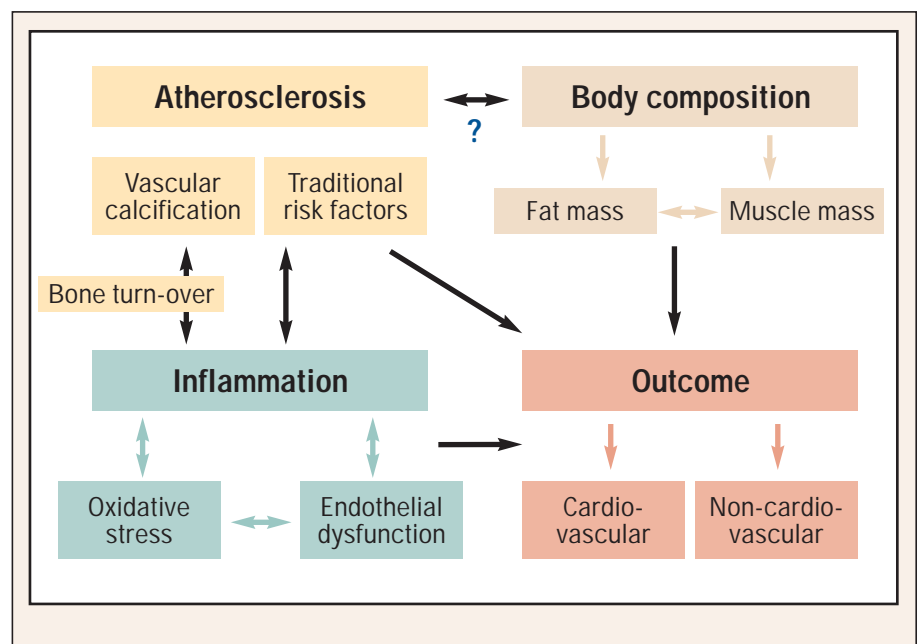 Atherosclerosis
Body composition
?
Vascular
calcification
Traditional
risk factors
Fat mass
Muscle mass
Bone turn-over
Inflammation
Outcome
Oxidative
stress
Endothelial
dysfunction
Cardio-
vascular
Non-cardio-
vascular